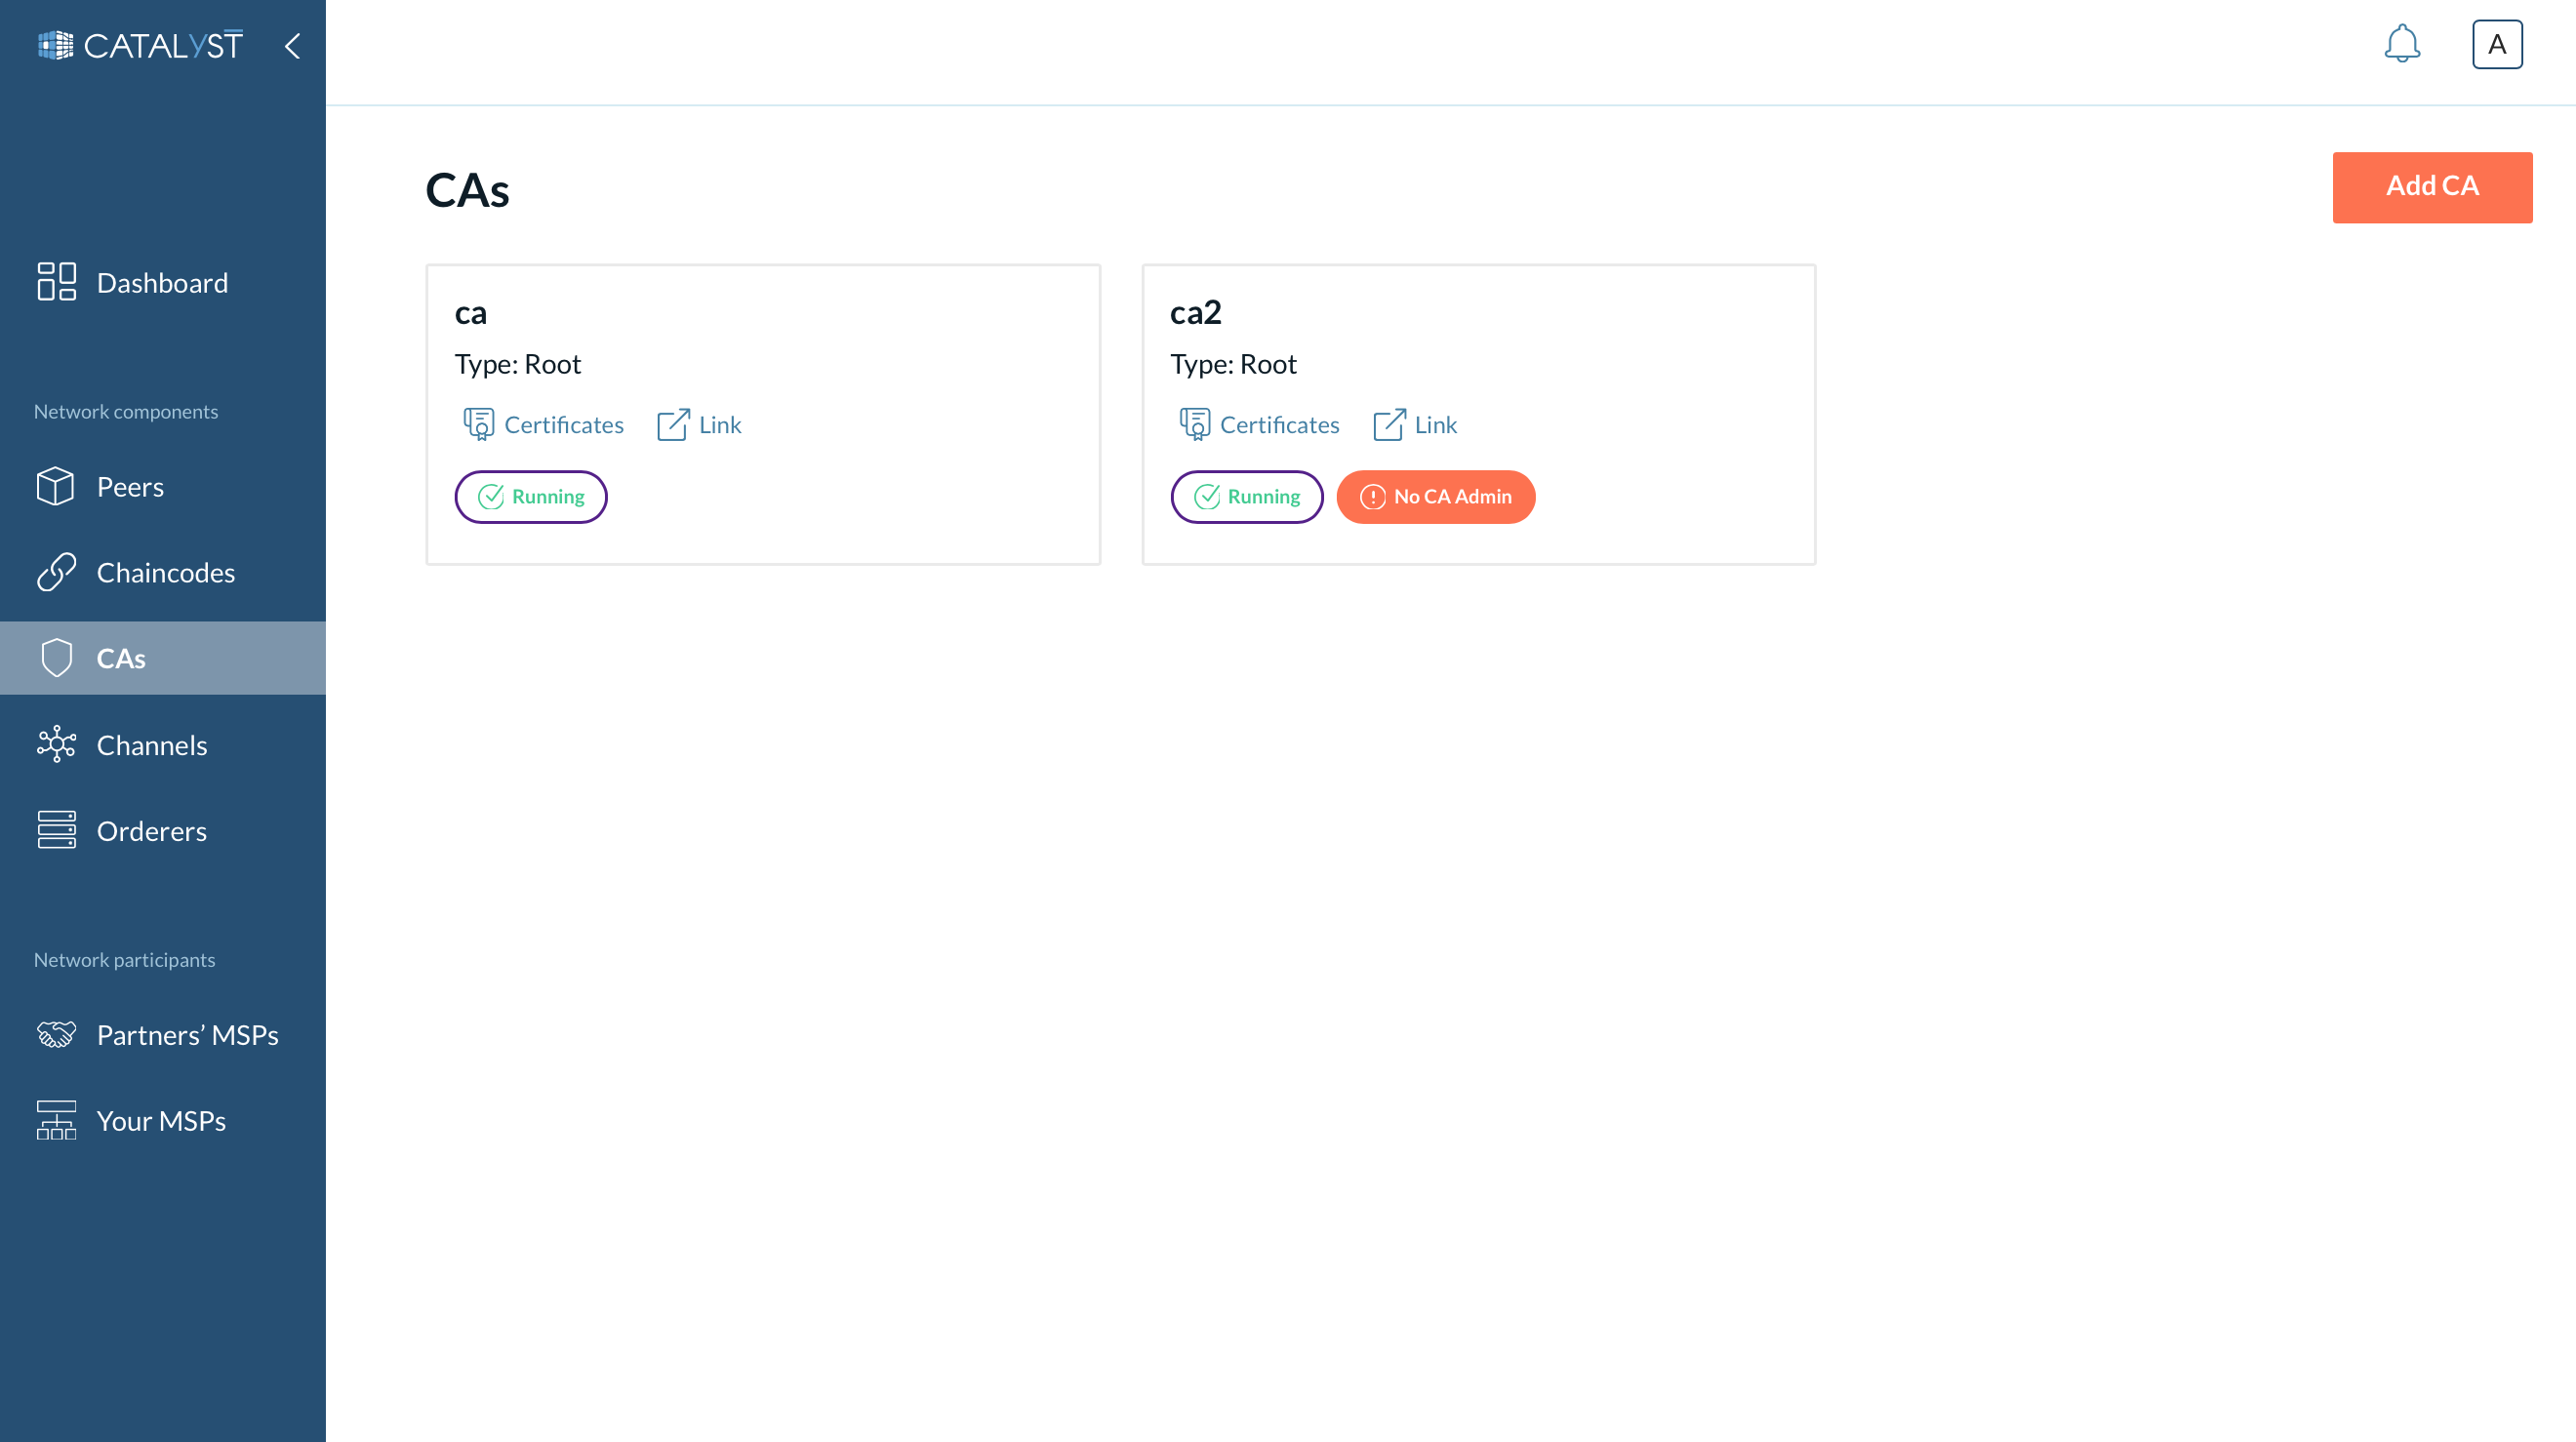 CATALYST
A
Dashboard
Network components
Peers
Chaincodes
CAs
Channels
Orderers
Network participants
Partners’ MSPs
Your MSPs
CAs
Add CA
ca
Type: Root
Certificates Link
Running
ca2
Type: Root
Certificates Link
Running No CA Admin